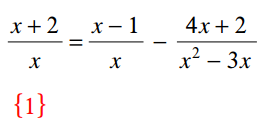 (x + 2)/x = (x − 1)/x − (4x + 2)/(x² − 3x)
{1}